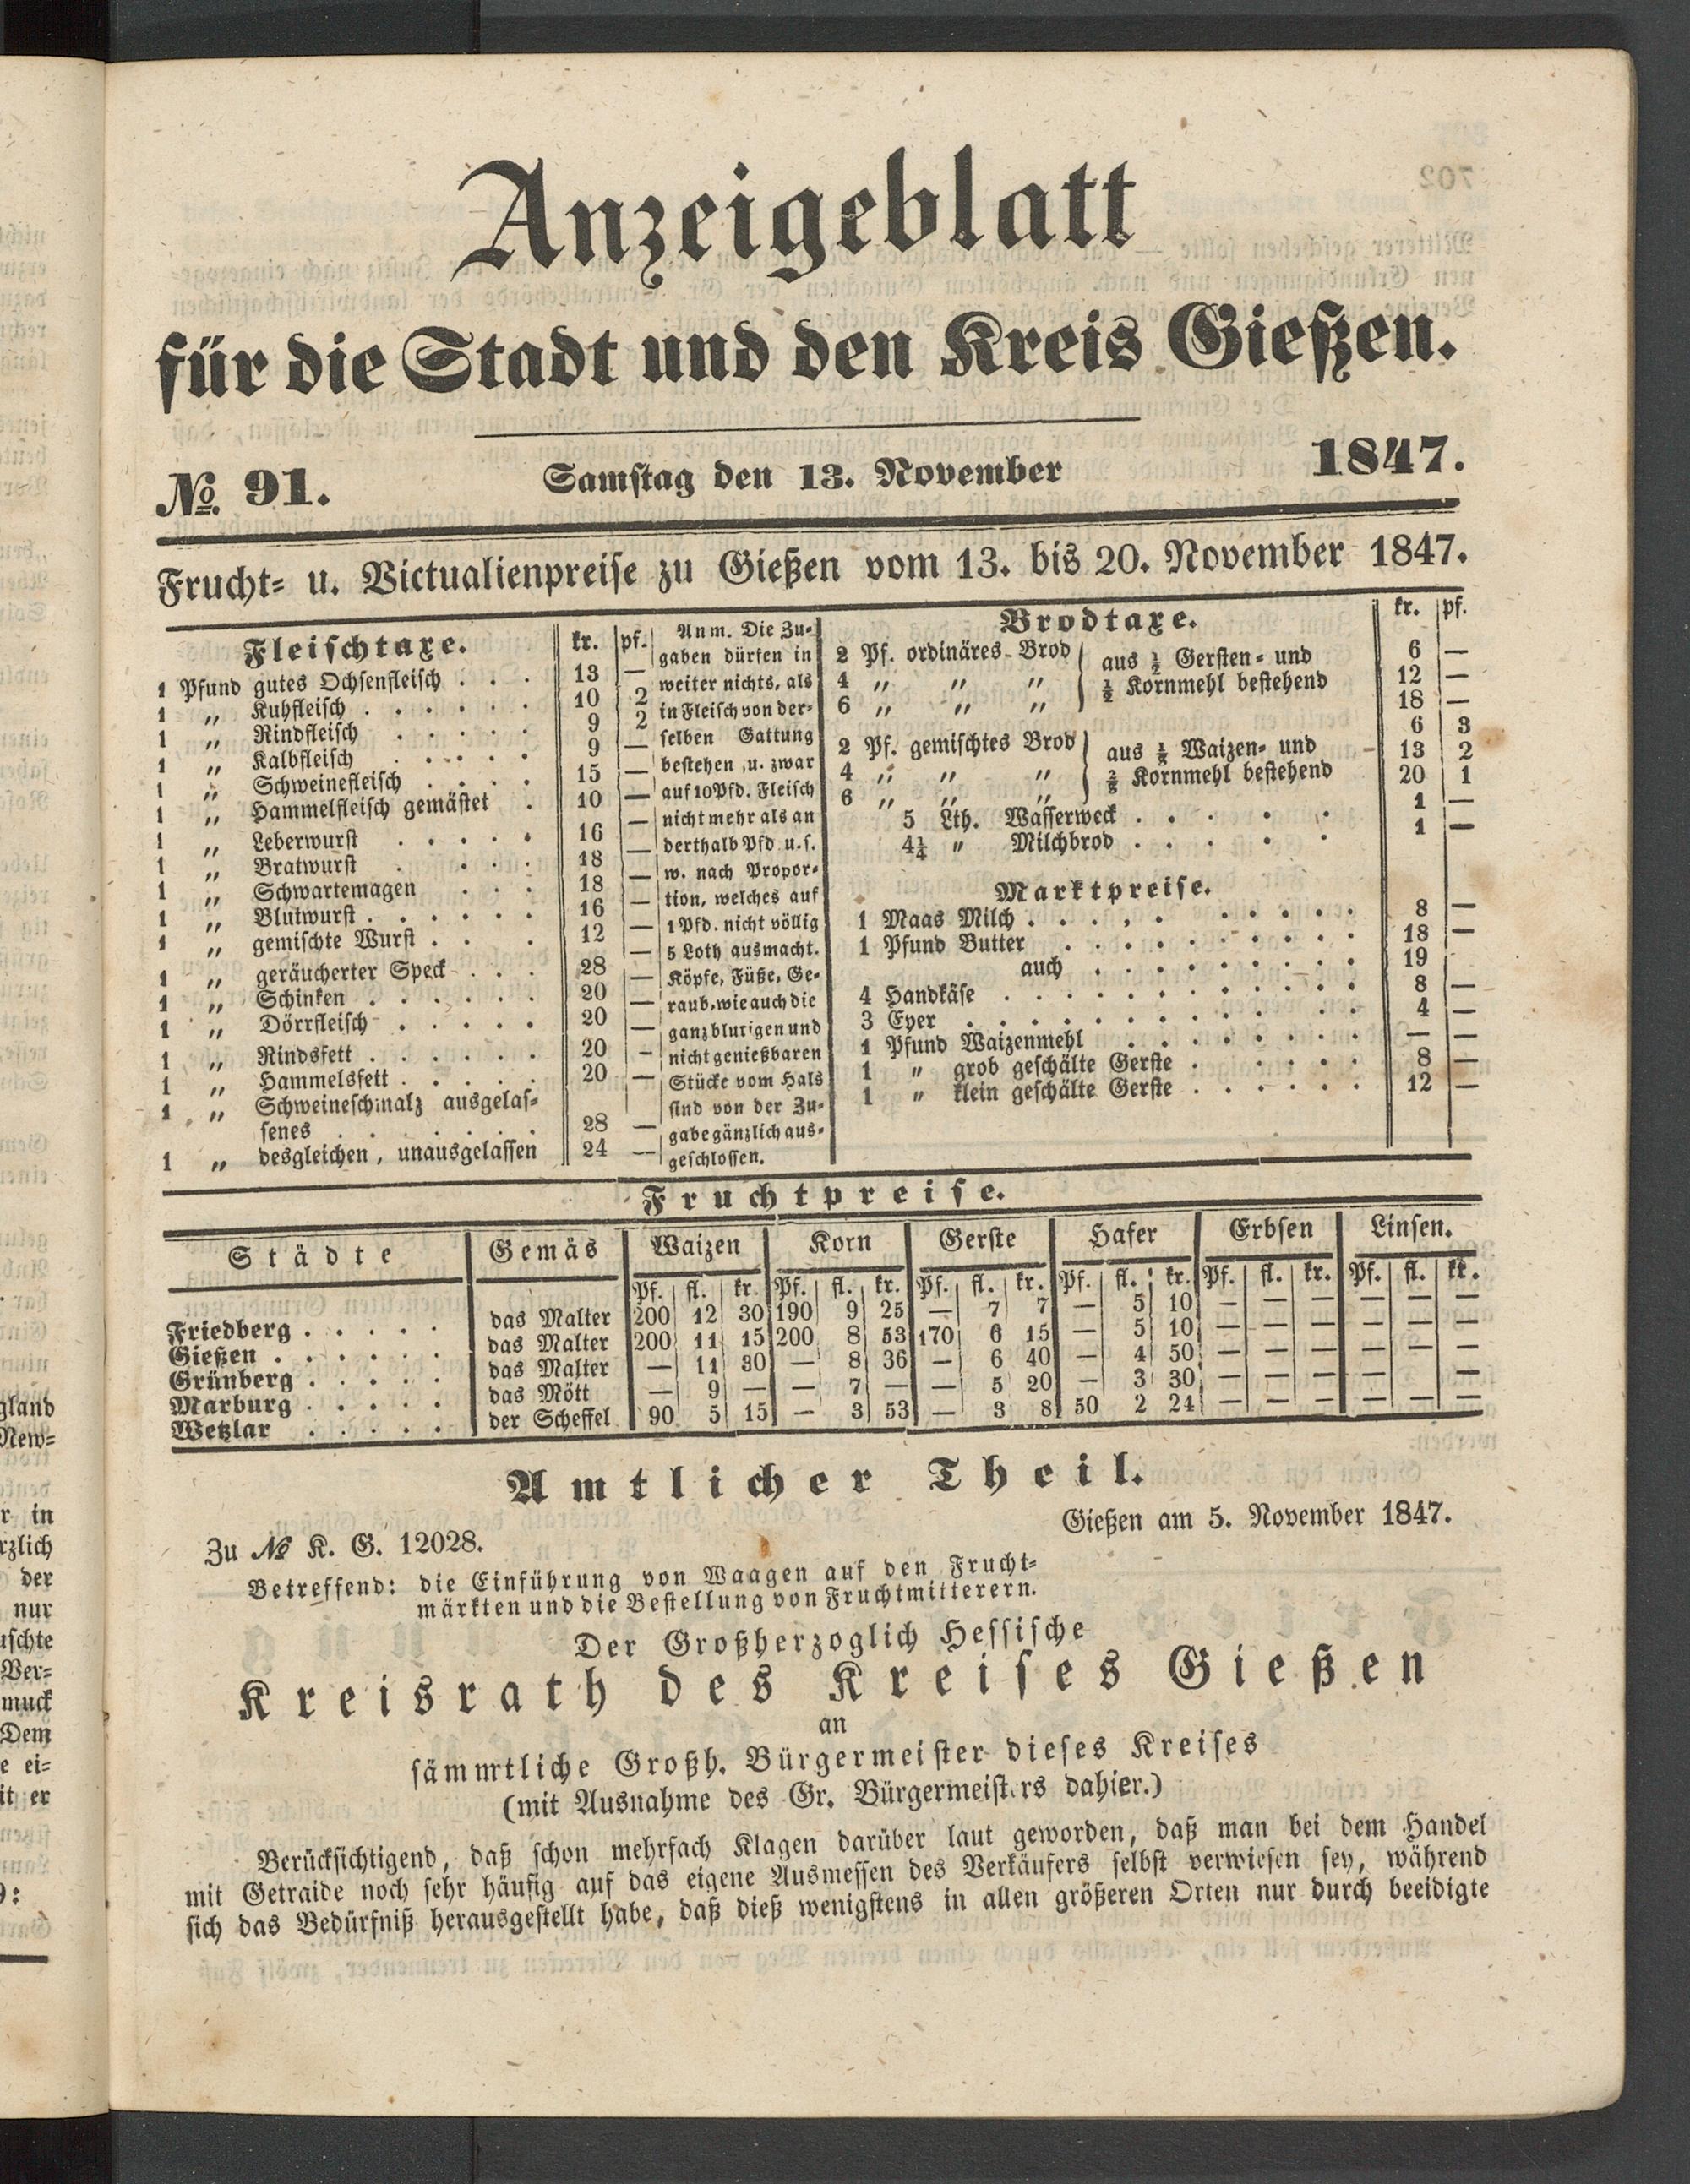 Anzeigeblatt
für die Stadt und den Kreis Gießen.
No. 91. Samstag den 13. November 1847.
Frucht- u. Victualienpreise zu Gießen vom 13. bis 20. November 1847.
Fleischtaxe. kr. pf.
1 Pfund gutes Ochsenfleisch . . . 13 —
1 „ Kuhfleisch . . . . . . 10 2
1 „ Rindfleisch . . . . . 9 2
1 „ Kalbfleisch . . . . . 9 —
1 „ Schweinefleisch . . . . 15 —
1 „ Hammelfleisch gemästet . 10 —
1 „ Leberwurst . . . . . 16 —
1 „ Bratwurst . . . . 18 —
1 „ Schwartemagen . . . 18 —
1 „ Blutwurst . . . . . . 16 —
1 „ gemischte Wurst . . . 12 —
1 „ geräucherter Speck . . . 28 —
1 „ Schinken . . . . . . 20 —
1 „ Dörrfleisch . . . . . 20 —
1 „ Rindsfett . . . . . . 20 —
1 „ Hammelsfett . . . . . 20 —
1 „ Schweineschmalz ausgelas-
senes . . . . . . 28 —
1 „ desgleichen, unausgelassen 24 —
Anm. Die Zu-
gaben dürfen in
weiter nichts, als
in Fleisch von der-
selben Gattung
bestehen, u. zwar
auf 10 Pfd. Fleisch
nicht mehr als an
derthalb Pfd u. s.
w. nach Propor-
tion, welches auf
1 Pfd. nicht völlig
5 Loth ausmacht.
Köpfe, Füße, Ge-
raub, wie auch die
ganz blutigen und
nicht genießbaren
Stücke vom Hals
sind von der Zu-
gabe gänzlich aus-
geschlossen.
Brodtaxe. kr. pf.
2 Pf. ordinäres Brod aus ½ Gersten- und 6 —
4 „ „ „ ½ Kornmehl bestehend 12 —
6 „ „ „ 18 —
2 Pf. gemischtes Brod aus ⅓ Waizen- und 6 3
4 „ „ „ ⅔ Kornmehl bestehend 13 2
6 „ „ „ 20 1
5 Lth. Wasserweck . . . . . 1 —
4¼ „ Milchbrod . . . . . 1 —
Marktpreise.
1 Maas Milch . . . . . . . . . . 8 —
1 Pfund Butter . . . . . . . . . 18 —
auch . . . . . . . . . 19
4 Handkäse . . . . . . . . . . . 8 —
3 Eyer . . . . . . . . . . . . 4 —
1 Pfund Waizenmehl . . . . . . . . — —
1 „ grob geschälte Gerste . . . . . . 8 —
1 „ klein geschälte Gerste . . . . . . 12 —
Fruchtpreise.
Städte Gemäs Waizen Korn Gerste Hafer Erbsen Linsen.
Pf. fl. kr. Pf. fl. kr. Pf. fl. kr. Pf. fl. kr. Pf. fl. kr. Pf. fl. kr.
Friedberg . . . . . das Malter 200 12 30 190 9 25 — 7 7 — 5 10 — — — — — —
Gießen . . . . . . das Malter 200 11 15 200 8 53 170 6 15 — 5 10 — — — — — —
Grünberg . . . . . das Malter — 11 30 — 8 36 — 6 40 — 4 50 — — — — — —
Marburg . . . . . das Mött — 9 — — 7 — — 5 20 — 3 30 — — — — — —
Wetzlar . . . . . der Scheffel 90 5 15 — 3 53 — 3 8 50 2 24 — — — — — —
Amtlicher Theil.
Gießen am 5. November 1847.
Zu No K. G. 12028.
Betreffend: die Einführung von Waagen auf den Frucht-
märkten und die Bestellung von Fruchtmitterern.
Der Großherzoglich Hessische
Kreisrath des Kreises Gießen
an
sämmtliche Großh. Bürgermeister dieses Kreises
(mit Ausnahme des Gr. Bürgermeisters dahier.)
Berücksichtigend, daß schon mehrfach Klagen darüber laut geworden, daß man bei dem Handel
mit Getraide noch sehr häufig auf das eigene Ausmessen des Verkäufers selbst verwiesen sey, während
sich das Bedürfniß herausgestellt habe, daß dieß wenigstens in allen größeren Orten nur durch beeidigte